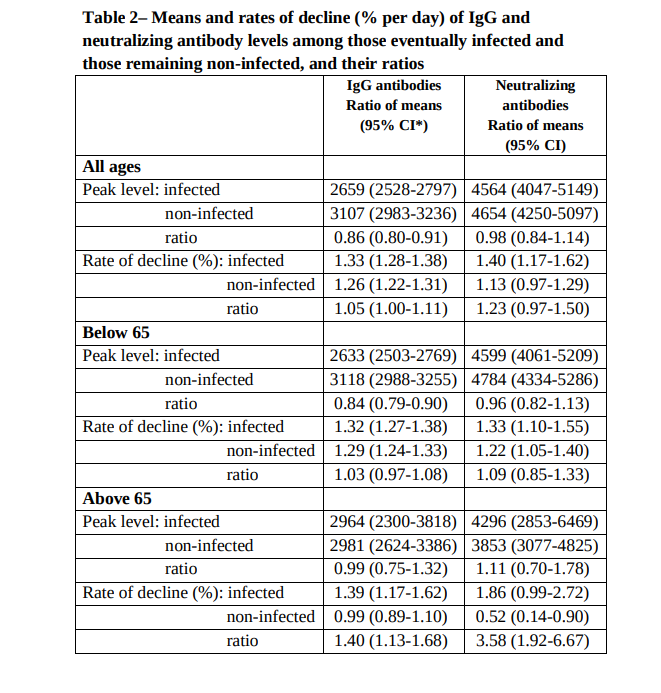 Table 2– Means and rates of decline (% per day) of IgG and
neutralizing antibody levels among those eventually infected and
those remaining non-infected, and their ratios
IgG antibodies
Ratio of means
(95% CI*)
Neutralizing
antibodies
Ratio of means
(95% CI)
All ages
Peak level: infected 2659 (2528-2797) 4564 (4047-5149)
non-infected 3107 (2983-3236) 4654 (4250-5097)
ratio 0.86 (0.80-0.91) 0.98 (0.84-1.14)
Rate of decline (%): infected 1.33 (1.28-1.38) 1.40 (1.17-1.62)
non-infected 1.26 (1.22-1.31) 1.13 (0.97-1.29)
ratio 1.05 (1.00-1.11) 1.23 (0.97-1.50)
Below 65
Peak level: infected 2633 (2503-2769) 4599 (4061-5209)
non-infected 3118 (2988-3255) 4784 (4334-5286)
ratio 0.84 (0.79-0.90) 0.96 (0.82-1.13)
Rate of decline (%): infected 1.32 (1.27-1.38) 1.33 (1.10-1.55)
non-infected 1.29 (1.24-1.33) 1.22 (1.05-1.40)
ratio 1.03 (0.97-1.08) 1.09 (0.85-1.33)
Above 65
Peak level: infected 2964 (2300-3818) 4296 (2853-6469)
non-infected 2981 (2624-3386) 3853 (3077-4825)
ratio 0.99 (0.75-1.32) 1.11 (0.70-1.78)
Rate of decline (%): infected 1.39 (1.17-1.62) 1.86 (0.99-2.72)
non-infected 0.99 (0.89-1.10) 0.52 (0.14-0.90)
ratio 1.40 (1.13-1.68) 3.58 (1.92-6.67)